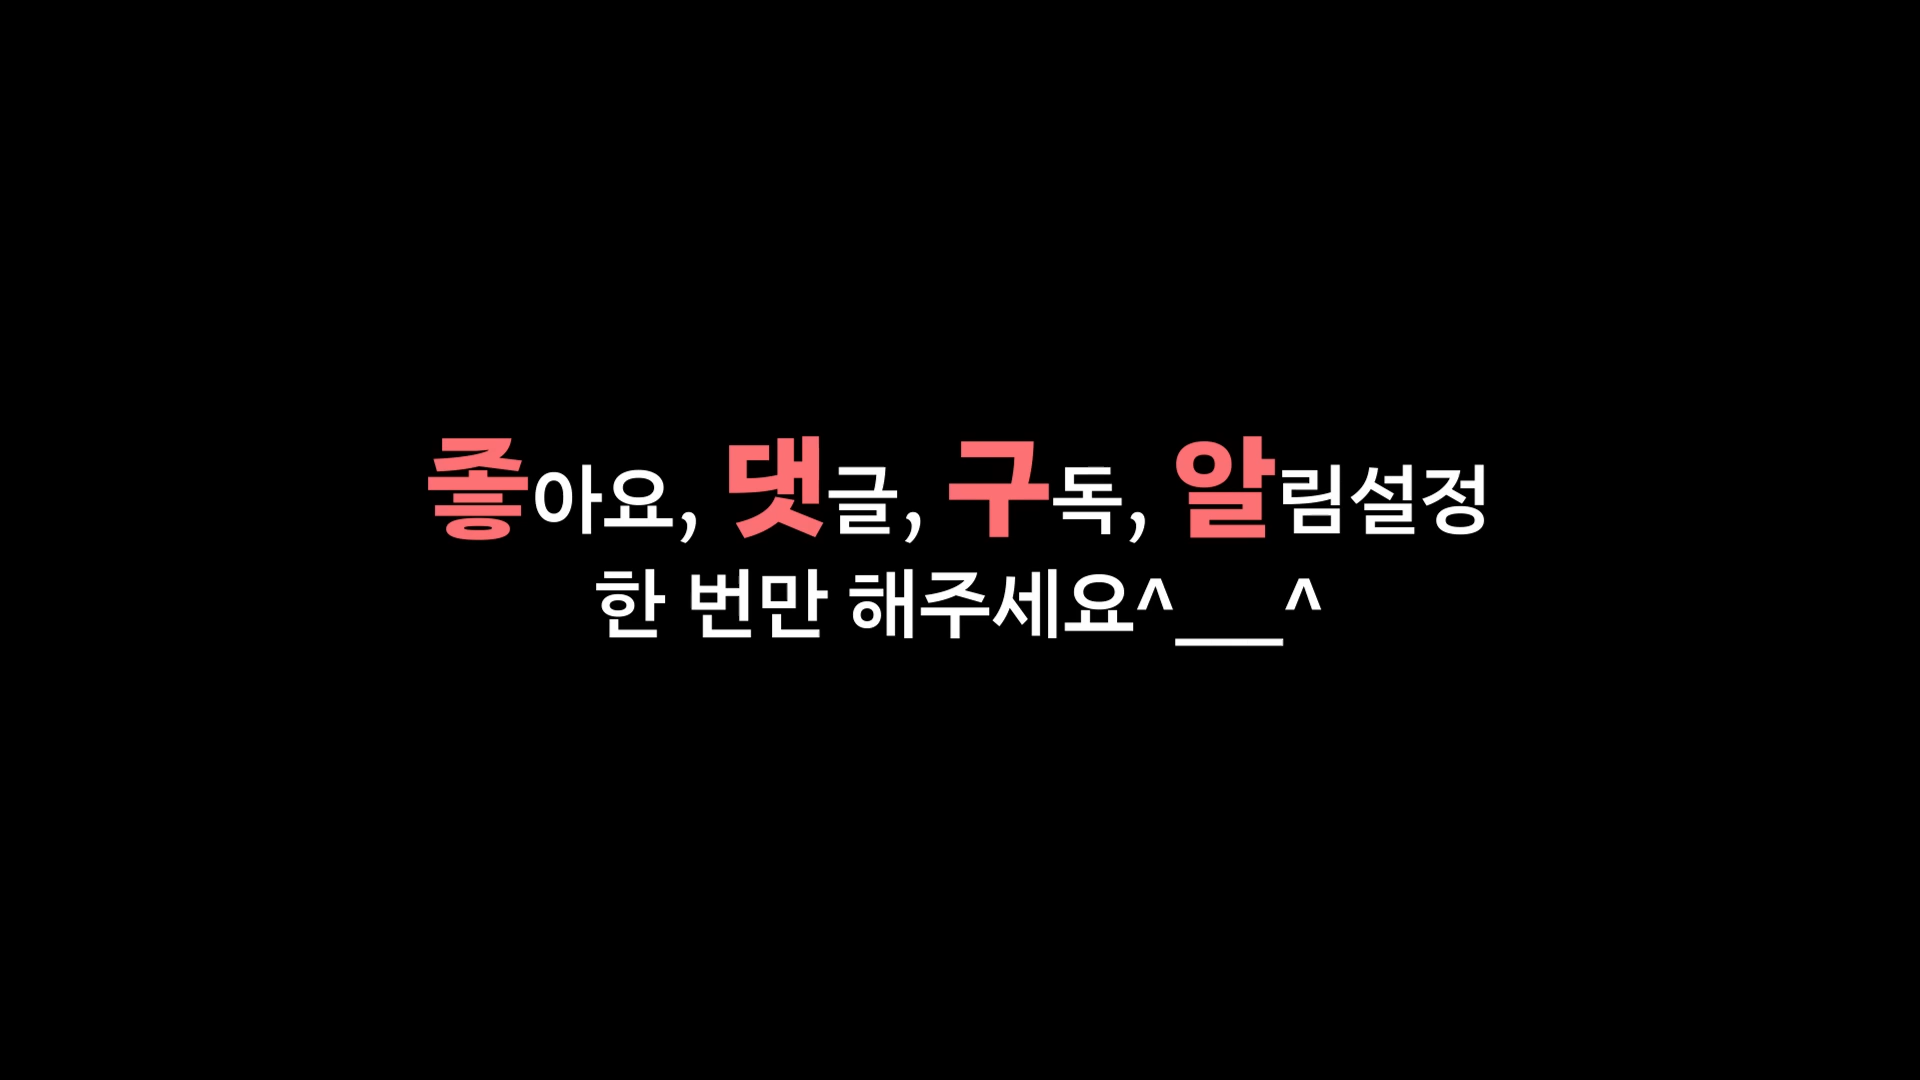 좋아요, 댓글, 구독, 알림설정
한 번만 해주세요^___^